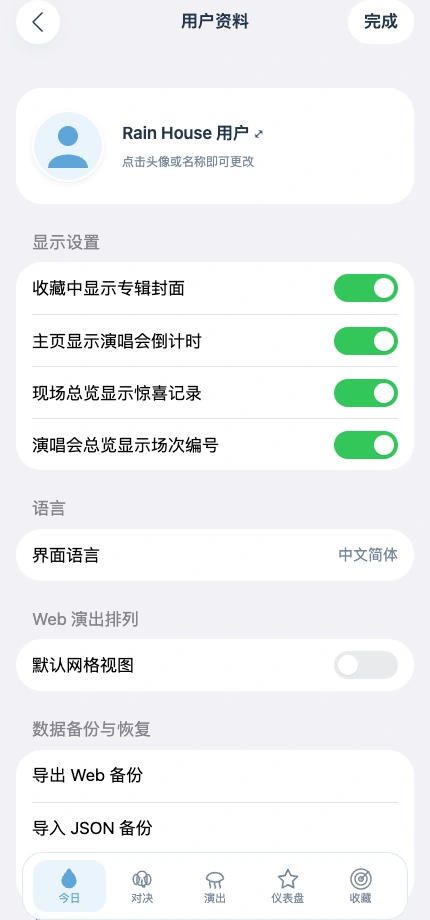 用户资料
完成
Rain House 用户
点击头像或名称即可更改
显示设置
收藏中显示专辑封面
主页显示演唱会倒计时
现场总览显示惊喜记录
演唱会总览显示场次编号
语言
界面语言
中文简体
Web 演出排列
默认网格视图
数据备份与恢复
导出 Web 备份
导入 JSON 备份
今日
对决
演出
仪表盘
收藏